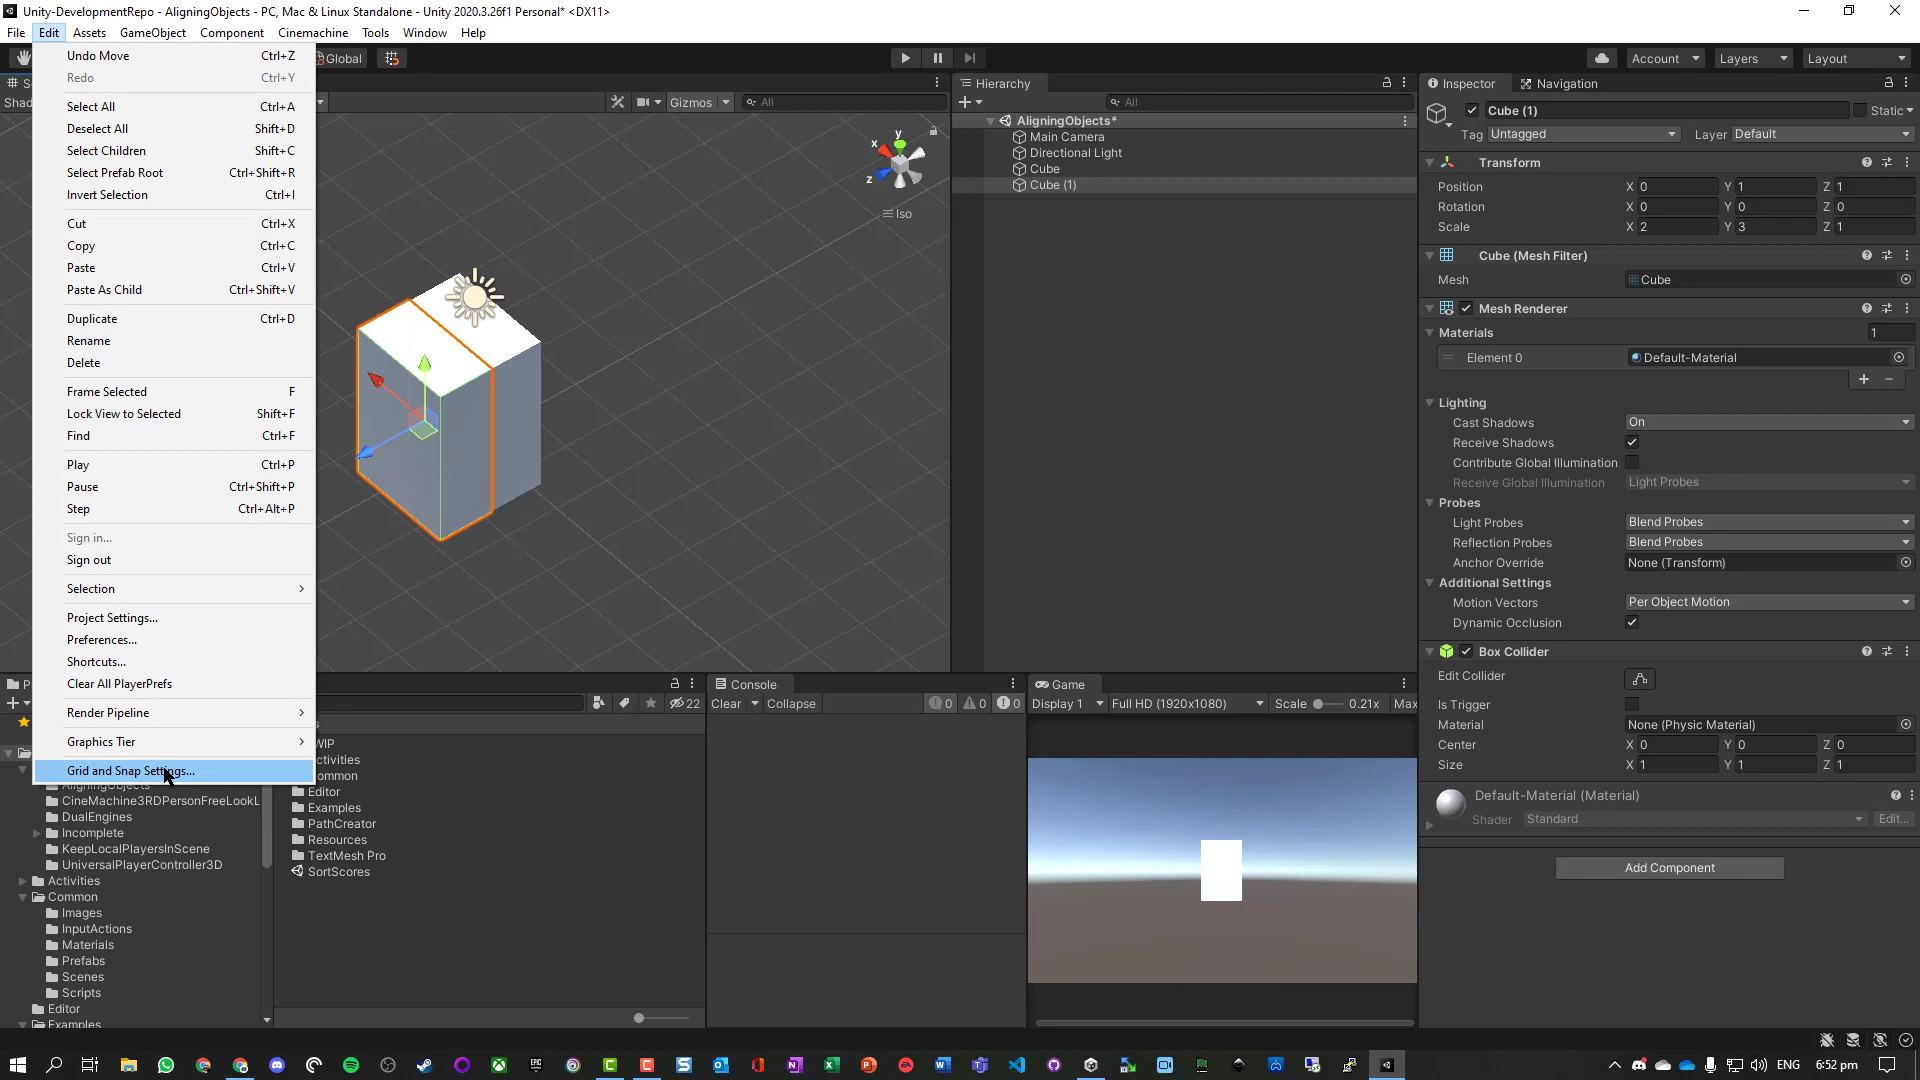 Unity-DevelopmentRepo - AligningObjects - PC, Mac & Linux Standalone - Unity 2020.3.26f1 Personal* <DX11>
File Edit Assets GameObject Component Cinemachine Tools Window Help
Global
Account Layers Layout
Undo Move Ctrl+Z
Redo Ctrl+Y
Select All Ctrl+A
Deselect All Shift+D
Select Children Shift+C
Select Prefab Root Ctrl+Shift+R
Invert Selection Ctrl+I
Cut Ctrl+X
Copy Ctrl+C
Paste Ctrl+V
Paste As Child Ctrl+Shift+V
Duplicate Ctrl+D
Rename
Delete
Frame Selected F
Lock View to Selected Shift+F
Find Ctrl+F
Play Ctrl+P
Pause Ctrl+Shift+P
Step Ctrl+Alt+P
Sign in...
Sign out
Selection
Project Settings...
Preferences...
Shortcuts...
Clear All PlayerPrefs
Render Pipeline
Graphics Tier
Grid and Snap Settings...
Shad
Gizmos All
y
x
z
Iso
Hierarchy
All
AligningObjects*
Main Camera
Directional Light
Cube
Cube (1)
Inspector Navigation
Cube (1) Static
Tag Untagged Layer Default
Transform
Position X 0 Y 1 Z 1
Rotation X 0 Y 0 Z 0
Scale X 2 Y 3 Z 1
Cube (Mesh Filter)
Mesh Cube
Mesh Renderer
Materials 1
Element 0 Default-Material
Lighting
Cast Shadows On
Receive Shadows
Contribute Global Illumination
Receive Global Illumination Light Probes
Probes
Light Probes Blend Probes
Reflection Probes Blend Probes
Anchor Override None (Transform)
Additional Settings
Motion Vectors Per Object Motion
Dynamic Occlusion
Box Collider
Edit Collider
Is Trigger
Material None (Physic Material)
Center X 0 Y 0 Z 0
Size X 1 Y 1 Z 1
Default-Material (Material)
Shader Standard Edit...
Add Component
22
WIP
Activities
Common
Editor
Examples
PathCreator
Resources
TextMesh Pro
SortScores
AligningObjects
CineMachine3RDPersonFreeLookL
DualEngines
Incomplete
KeepLocalPlayersInScene
UniversalPlayerController3D
Activities
Common
Images
InputActions
Materials
Prefabs
Scenes
Scripts
Editor
Examples
Console
Clear Collapse 0 0 0
Game
Display 1 Full HD (1920x1080) Scale 0.21x Max
ENG 6:52 pm